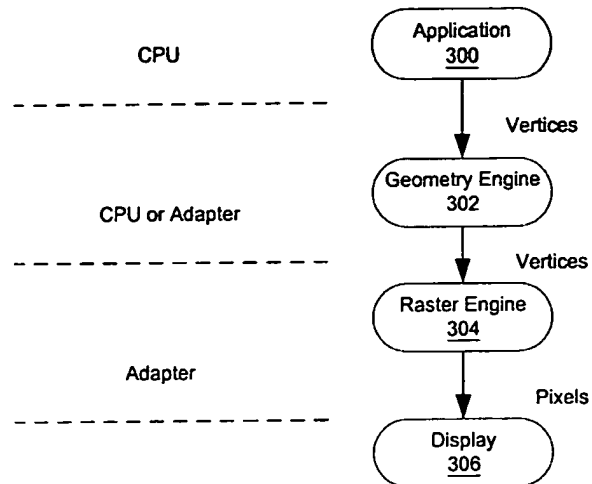 Application
300
CPU
Vertices
Geometry Engine
302
CPU or Adapter
Vertices
Raster Engine
304
Adapter
Pixels
Display
306